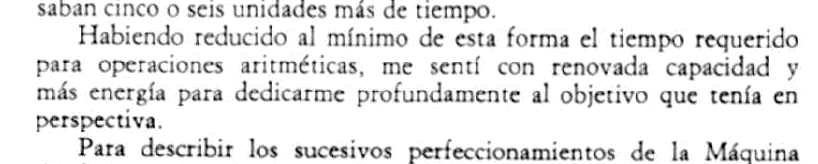 saban cinco o seis unidades más de tiempo.
Habiendo reducido al mínimo de esta forma el tiempo requerido
para operaciones aritméticas, me sentí con renovada capacidad y
más energía para dedicarme profundamente al objetivo que tenía en
perspectiva.
Para describir los sucesivos perfeccionamientos de la Máquina